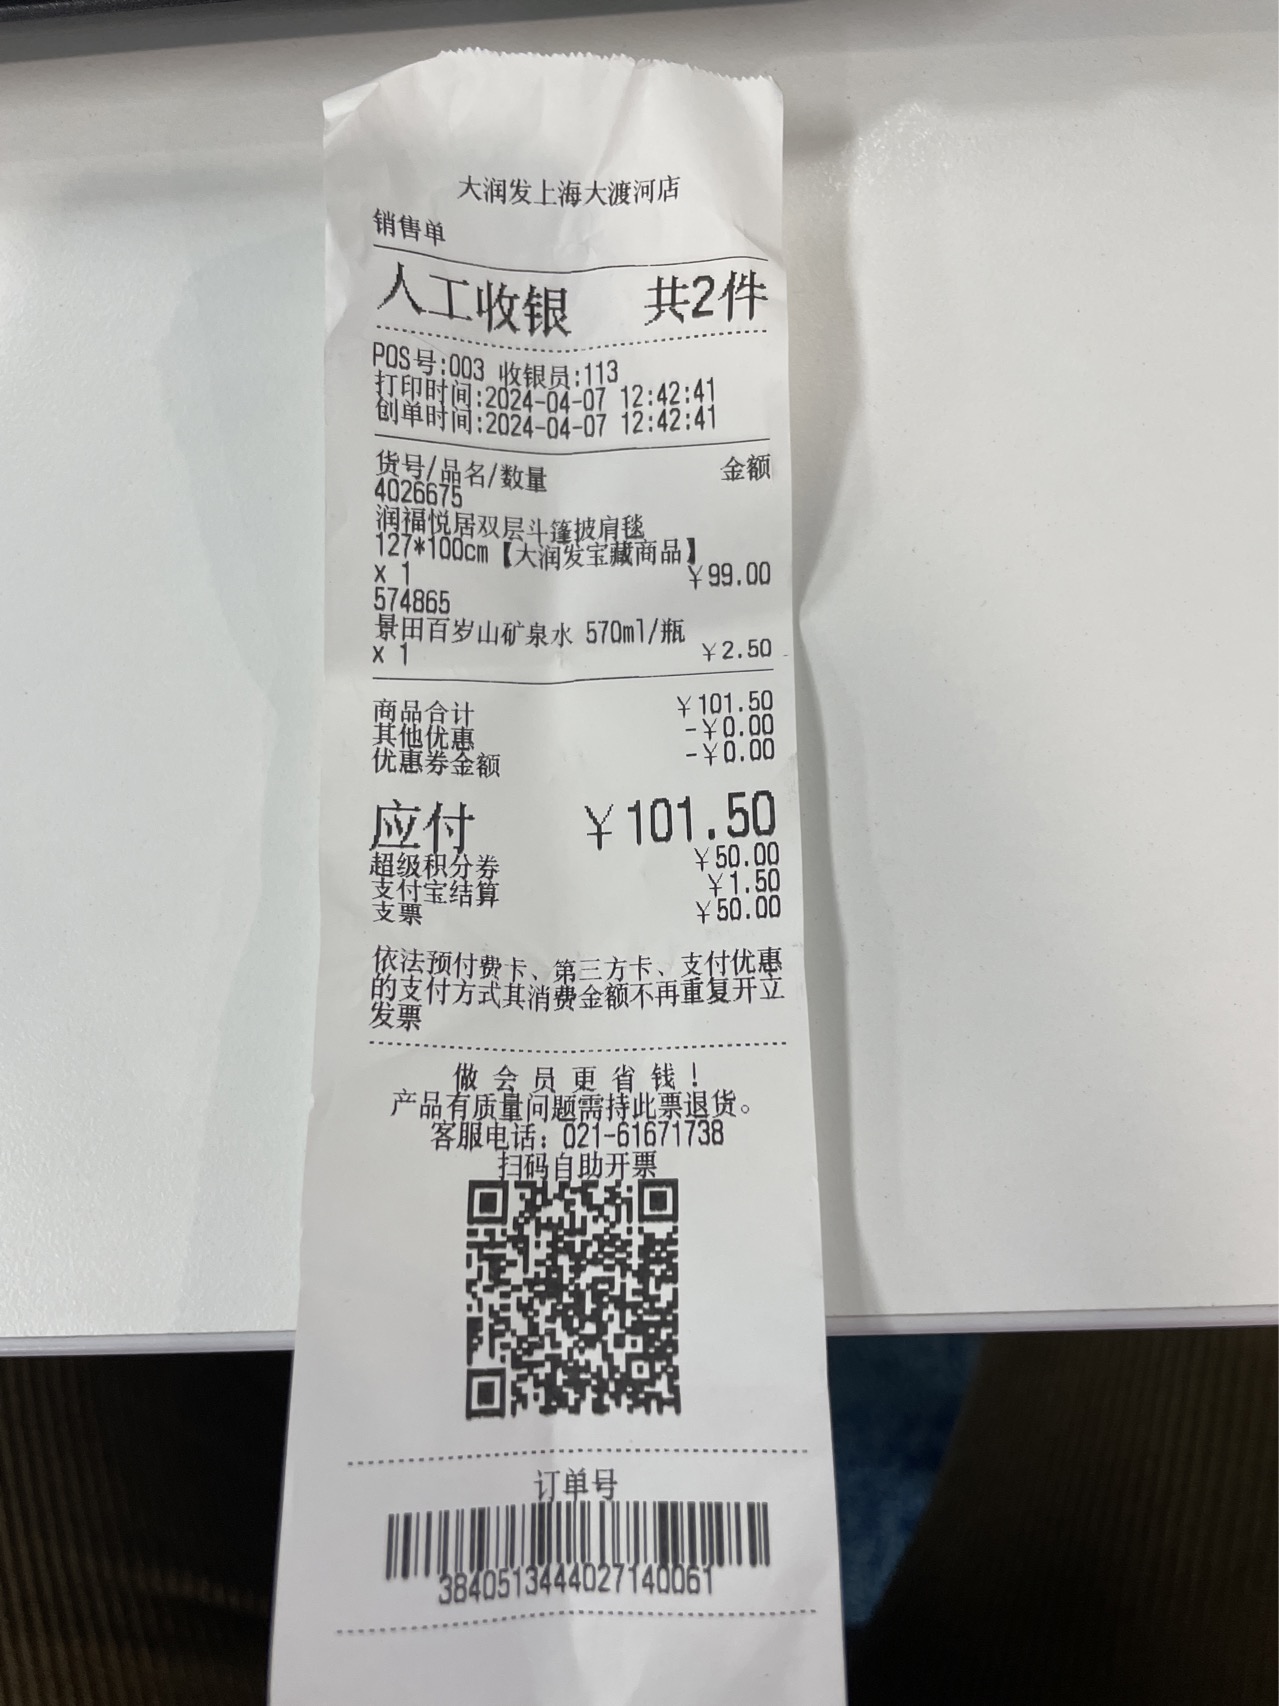 大润发上海大渡河店
销售单
人工收银 共2件
POS号:003 收银员:113
打印时间:2024-04-07 12:42:41
创单时间:2024-04-07 12:42:41
货号/品名/数量 金额
4026675
润福悦居双层斗篷披肩毯
127*100cm【大润发宝藏商品】
x 1 ￥99.00
574865
景田百岁山矿泉水 570ml/瓶
x 1 ￥2.50
商品合计 ￥101.50
其他优惠 -￥0.00
优惠券金额 -￥0.00
应付 ￥101.50
超级积分券 ￥50.00
支付宝结算 ￥1.50
支票 ￥50.00
依法预付费卡、第三方卡、支付优惠
的支付方式其消费金额不再重复开立
发票
做会员更省钱！
产品有质量问题需持此票退货。
客服电话：021-61671738
扫码自助开票
订单号
3840513444027140061